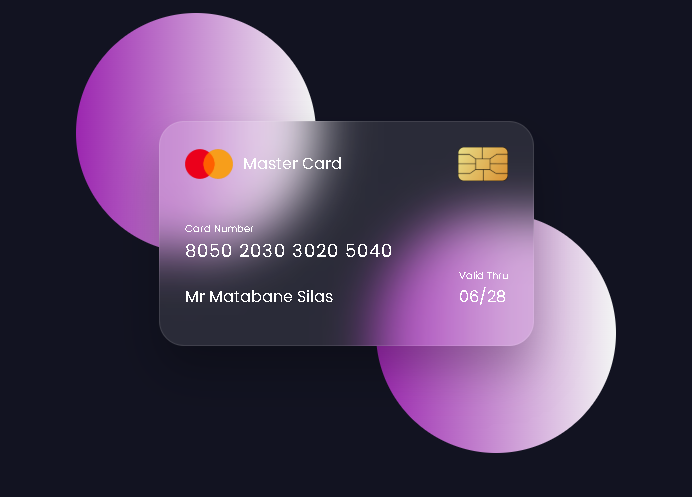 Master Card
Card Number
8050 2030 3020 5040
Valid Thru
Mr Matabane Silas
06/28